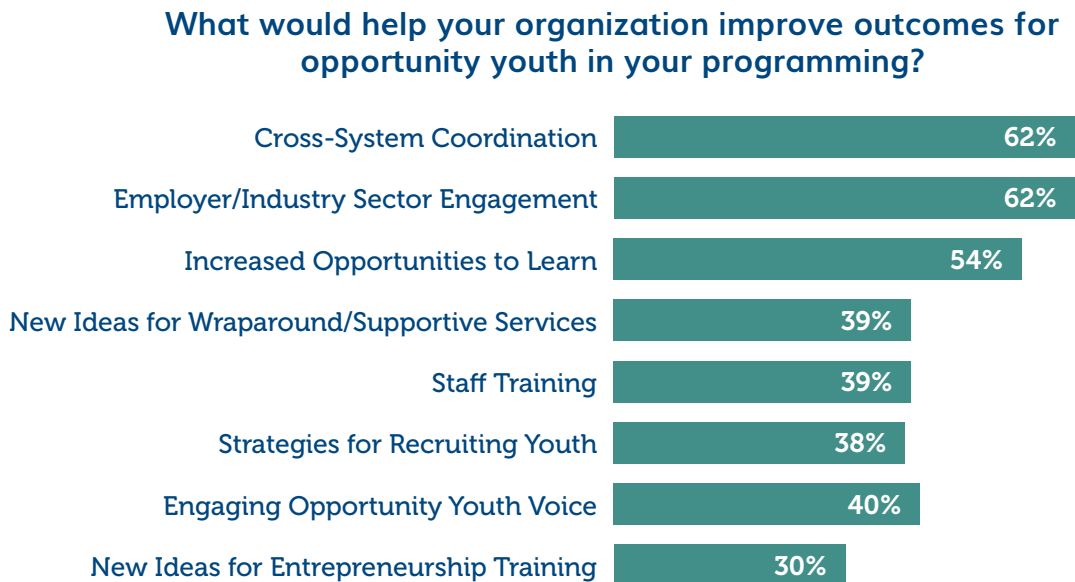 What would help your organization improve outcomes for
opportunity youth in your programming?
Cross-System Coordination 62%
Employer/Industry Sector Engagement 62%
Increased Opportunities to Learn 54%
New Ideas for Wraparound/Supportive Services 39%
Staff Training 39%
Strategies for Recruiting Youth 38%
Engaging Opportunity Youth Voice 40%
New Ideas for Entrepreneurship Training 30%